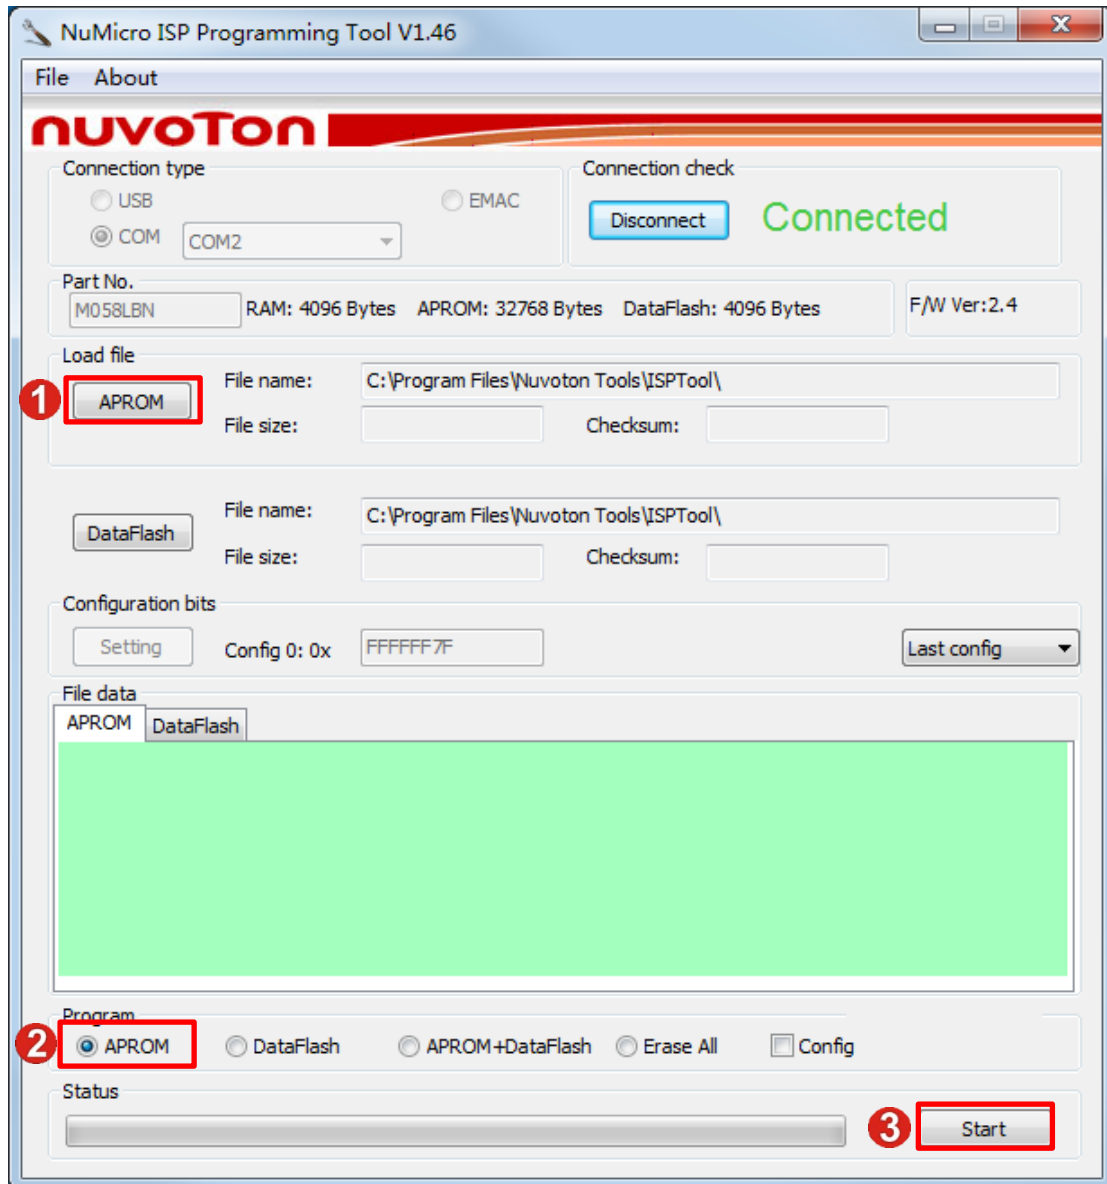 NuMicro ISP Programming Tool V1.46
File About
nuvoTon
Connection type
USB
EMAC
COM COM2
Connection check
Disconnect Connected
Part No.
M058LBN RAM: 4096 Bytes APROM: 32768 Bytes DataFlash: 4096 Bytes
F/W Ver:2.4
Load file
1 APROM
File name: C:\Program Files\Nuvoton Tools\ISPTool\
File size: Checksum:
DataFlash
File name: C:\Program Files\Nuvoton Tools\ISPTool\
File size: Checksum:
Configuration bits
Setting Config 0: 0x FFFFFF7F Last config
File data
APROM DataFlash
Program
2 APROM DataFlash APROM+DataFlash Erase All Config
Status
3 Start